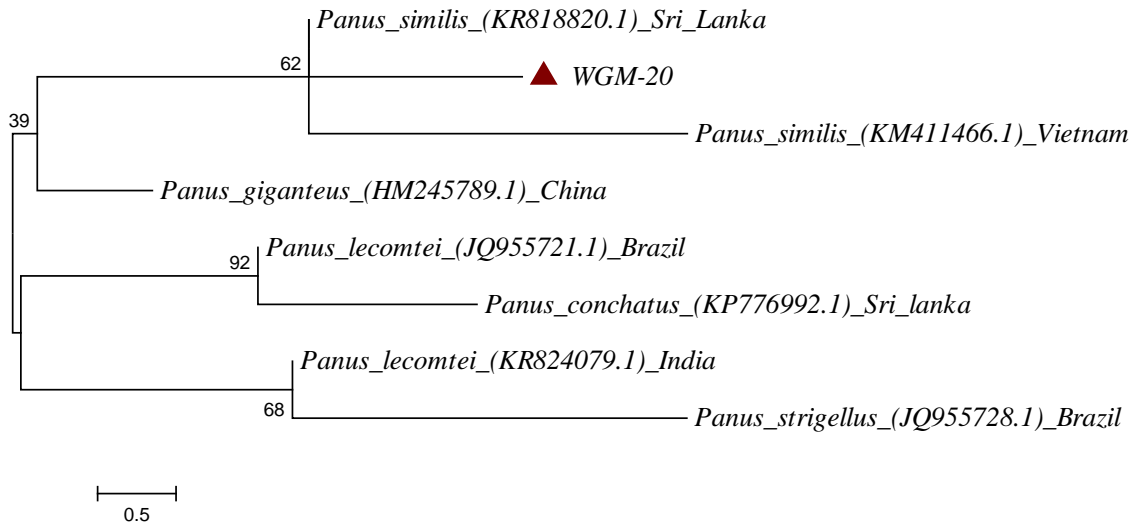 Panus_similis_(KR818820.1)_Sri_Lanka
62
WGM-20
39
Panus_similis_(KM411466.1)_Vietnam
Panus_giganteus_(HM245789.1)_China
Panus_lecomtei_(JQ955721.1)_Brazil
92
Panus_conchatus_(KP776992.1)_Sri_lanka
Panus_lecomtei_(KR824079.1)_India
68
Panus_strigellus_(JQ955728.1)_Brazil
0.5